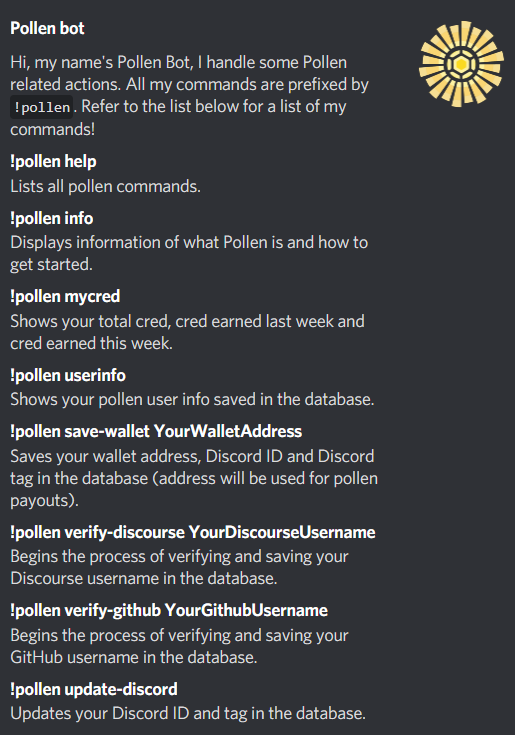 Pollen bot
Hi, my name's Pollen Bot, I handle some Pollen
related actions. All my commands are prefixed by
!pollen. Refer to the list below for a list of my
commands!
!pollen help
Lists all pollen commands.
!pollen info
Displays information of what Pollen is and how to
get started.
!pollen mycred
Shows your total cred, cred earned last week and
cred earned this week.
!pollen userinfo
Shows your pollen user info saved in the database.
!pollen save-wallet YourWalletAddress
Saves your wallet address, Discord ID and Discord
tag in the database (address will be used for pollen
payouts).
!pollen verify-discourse YourDiscourseUsername
Begins the process of verifying and saving your
Discourse username in the database.
!pollen verify-github YourGithubUsername
Begins the process of verifying and saving your
GitHub username in the database.
!pollen update-discord
Updates your Discord ID and tag in the database.